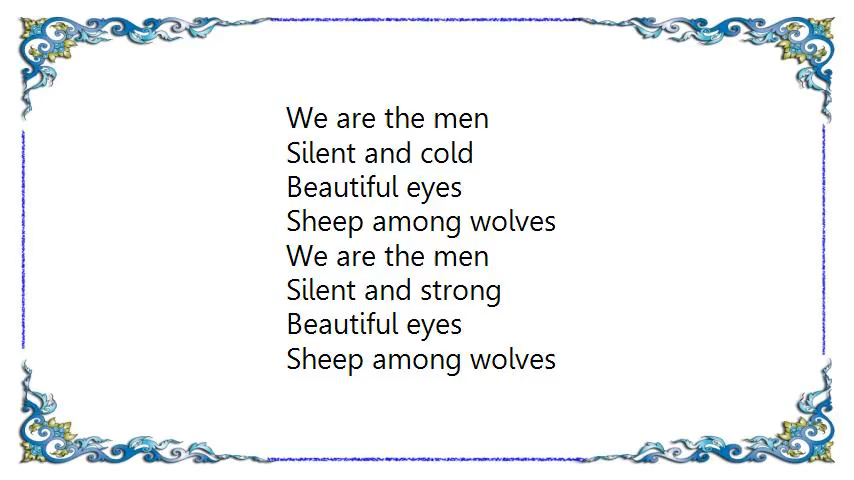 We are the men
Silent and cold
Beautiful eyes
Sheep among wolves
We are the men
Silent and strong
Beautiful eyes
Sheep among wolves